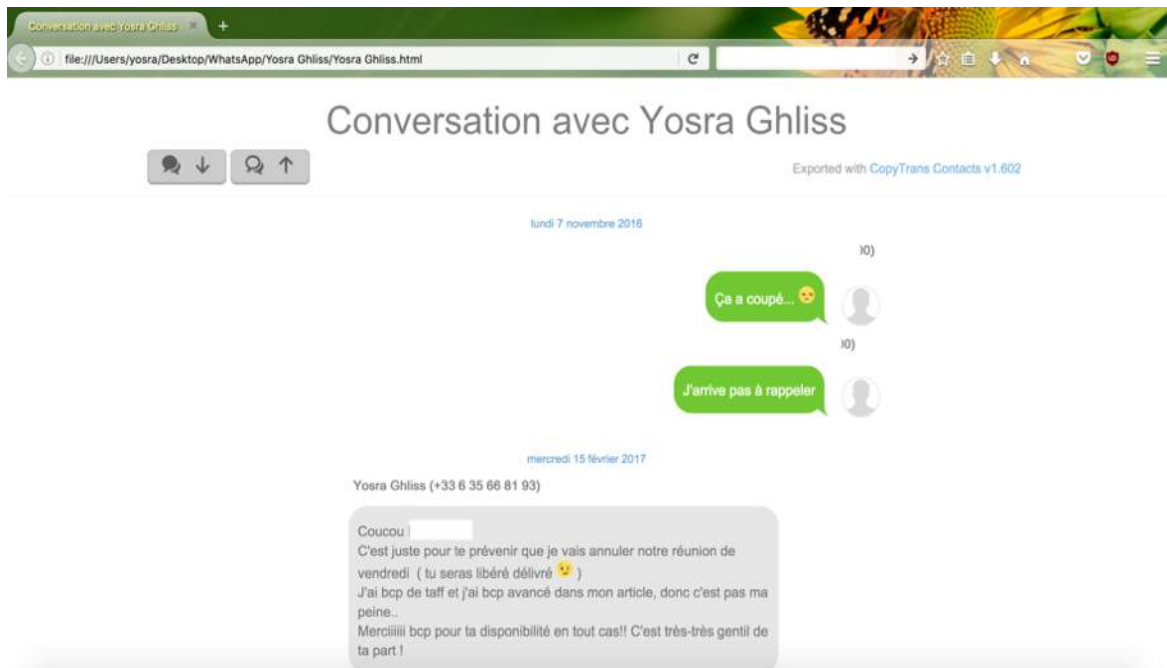 Conversation avec Yosra Ghliss
file:///Users/yosra/Desktop/WhatsApp/Yosra Ghliss/Yosra Ghliss.html
Conversation avec Yosra Ghliss
Exported with CopyTrans Contacts v1.602
lundi 7 novembre 2016
00)
Ça a coupé... 😒
00)
J'arrive pas à rappeler
mercredi 15 février 2017
Yosra Ghliss (+33 6 35 66 81 93)
Coucou
C'est juste pour te prévenir que je vais annuler notre réunion de
vendredi ( tu seras libéré délivré 😉 )
J'ai bcp de taff et j'ai bcp avancé dans mon article, donc c'est pas ma
peine..
Merciiiiii bcp pour ta disponibilité en tout cas!! C'est très-très gentil de
ta part !